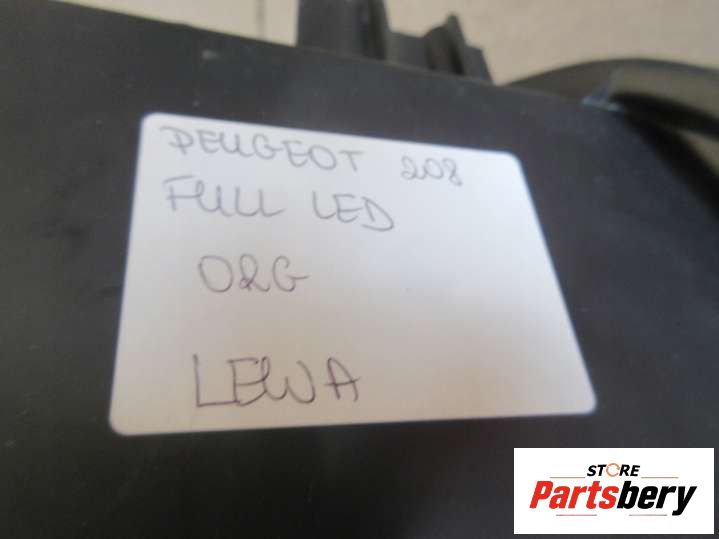 PEUGEOT 208
FULL LED
ORG
LEWA
STORE
Partsbery